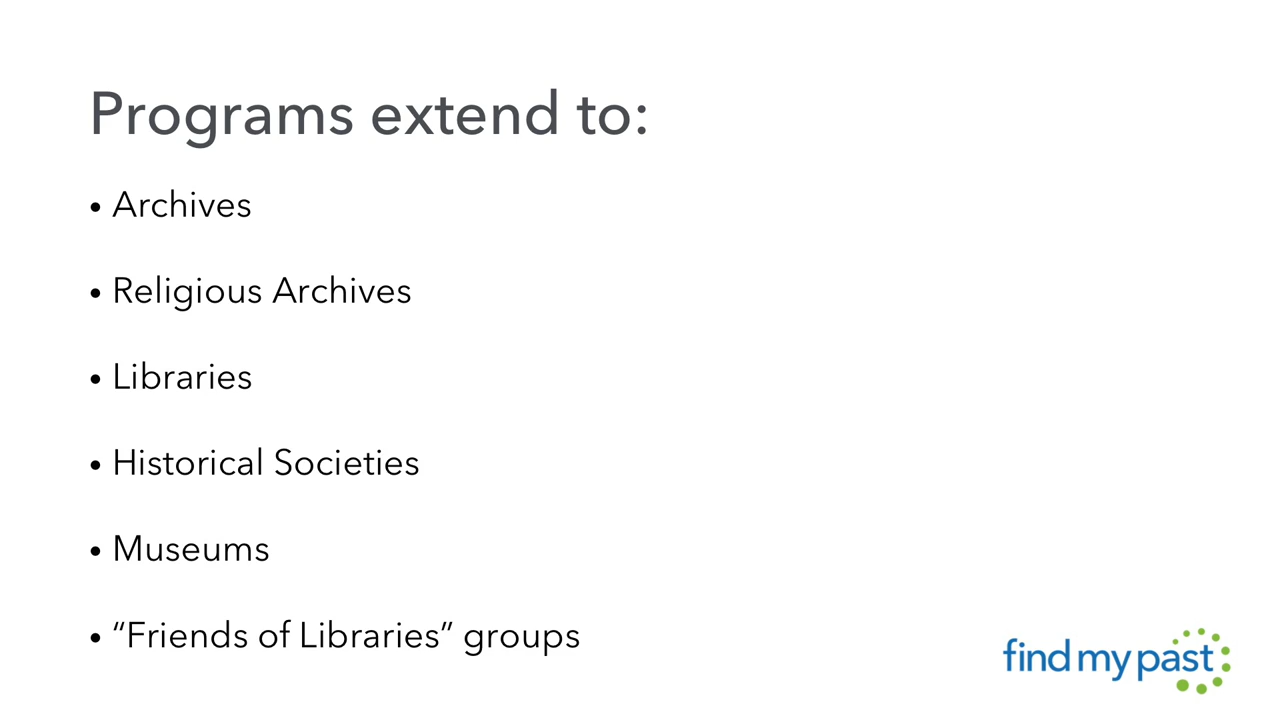 Programs extend to:
• Archives
• Religious Archives
• Libraries
• Historical Societies
• Museums
• “Friends of Libraries” groups
findmypast